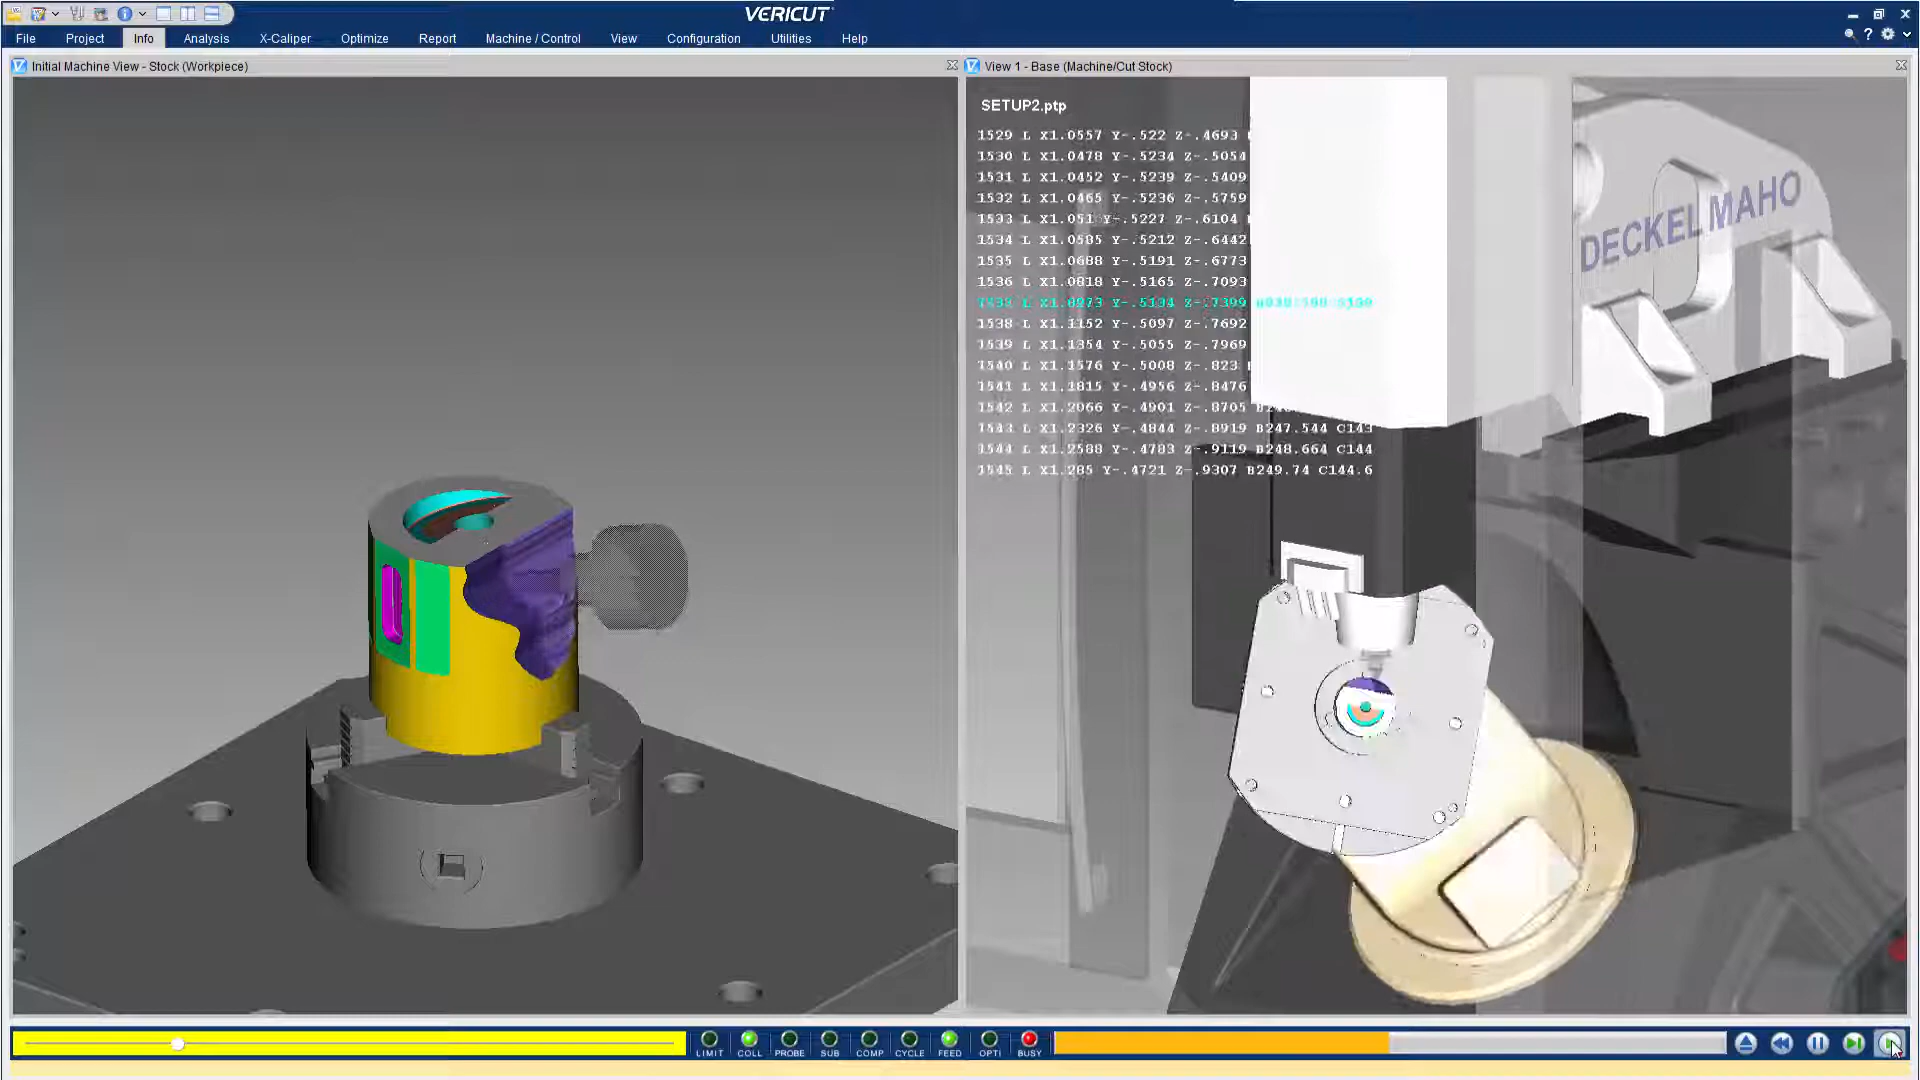 VERICUT
File Project Info Analysis X-Caliper Optimize Report Machine / Control View Configuration Utilities Help
Initial Machine View - Stock (Workpiece)
View 1 - Base (Machine/Cut Stock)
SETUP2.ptp
1529 L X1.0557 Y-.522 Z-.4693
1530 L X1.0478 Y-.5234 Z-.5054
1531 L X1.0452 Y-.5239 Z-.5409
1532 L X1.0465 Y-.5236 Z-.5759
1533 L X1.051 Y-.5227 Z-.6104
1534 L X1.0585 Y-.5212 Z-.6442
1535 L X1.0688 Y-.5191 Z-.6773
1536 L X1.0818 Y-.5165 Z-.7093
L Y-.5134 Z-.7399
1538 L X1.1152 Y-.5097 Z-.7692
1539 L X1.1354 Y-.5055 Z-.7969
1540 L X1.1576 Y-.5008 Z-.823
1541 L X1.1815 Y-.4956 Z-.8476
1542 L X1.2066 Y-.4901 Z-.8705
1543 L X1.2326 Y-.4844 Z-.8919 B247.544 C143
1544 L X1.2588 Y-.4783 Z-.9119 B248.664 C144
1545 L X1.285 Y-.4721 Z-.9307 B249.74 C144.6
DECKEL MAHO
LIMIT COLL PROBE SUB COMP CYCLE FEED OPTI BUSY